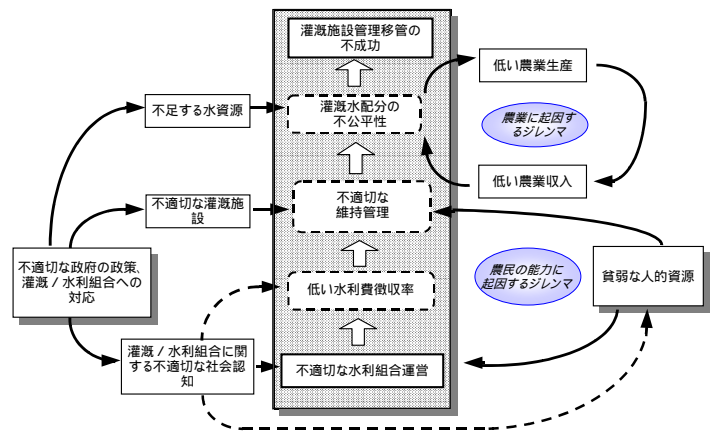 灌漑施設管理移管の
不成功
低い農業生産
不足する水資源
灌漑水配分の
不公平性
農業に起因す
るジレンマ
低い農業収入
不適切な灌漑施
設
不適切な
維持管理
不適切な政府の政策、
灌漑/水利組合への
対応
低い水利費徴収率
農民の能力に
起因するジレンマ
貧弱な人的資源
灌漑/水利組合に関
する不適切な社会認
知
不適切な水利組合運営